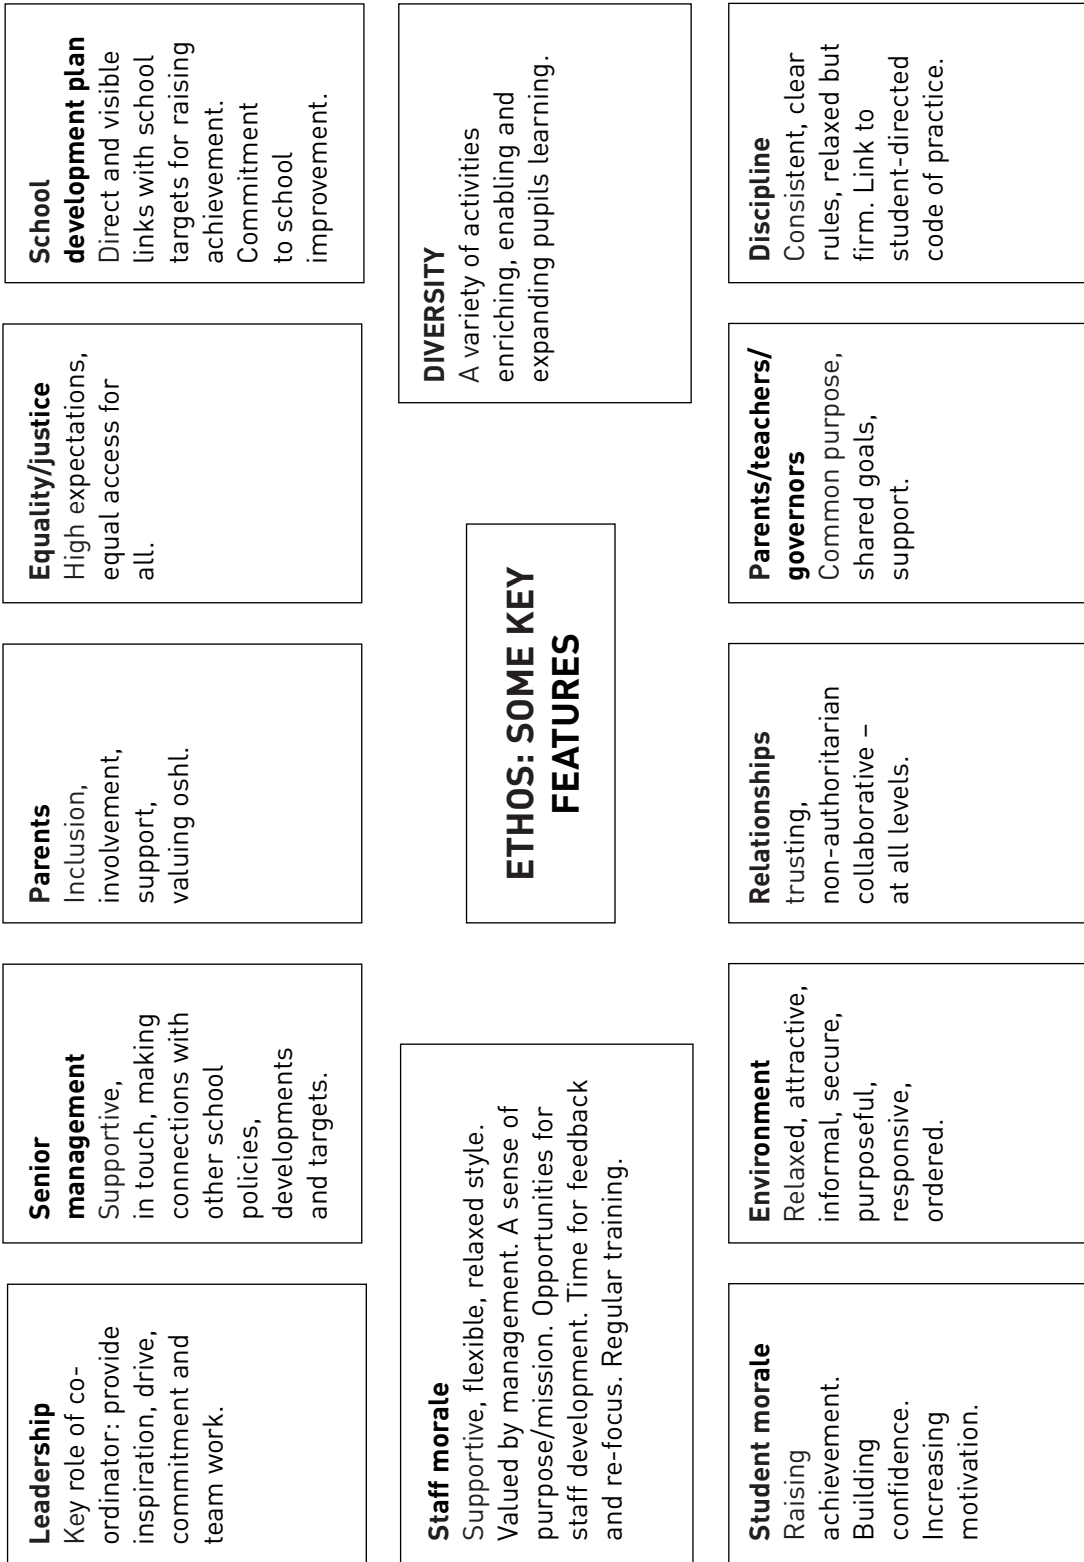 Leadership
Key role of co-
ordinator: provide
inspiration, drive,
commitment and
team work.
Senior
management
Supportive,
in touch, making
connections with
other school
policies,
developments
and targets.
Parents
Inclusion,
involvement,
support,
valuing oshl.
Equality/justice
High expectations,
equal access for
all.
School
development plan
Direct and visible
links with school
targets for raising
achievement.
Commitment
to school
improvement.
Staff morale
Supportive, flexible, relaxed style.
Valued by management. A sense of
purpose/mission. Opportunities for
staff development. Time for feedback
and re-focus. Regular training.
ETHOS: SOME KEY
FEATURES
DIVERSITY
A variety of activities
enriching, enabling and
expanding pupils learning.
Student morale
Raising
achievement.
Building
confidence.
Increasing
motivation.
Environment
Relaxed, attractive,
informal, secure,
purposeful,
responsive,
ordered.
Relationships
trusting,
non-authoritarian
collaborative –
at all levels.
Parents/teachers/
governors
Common purpose,
shared goals,
support.
Discipline
Consistent, clear
rules, relaxed but
firm. Link to
student-directed
code of practice.